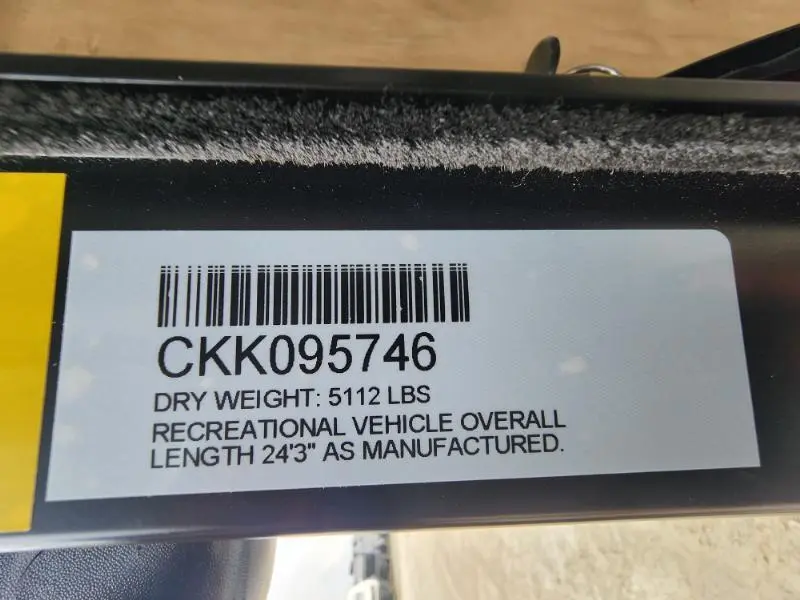 CKK095746
DRY WEIGHT: 5112 LBS
RECREATIONAL VEHICLE OVERALL
LENGTH 24'3" AS MANUFACTURED.